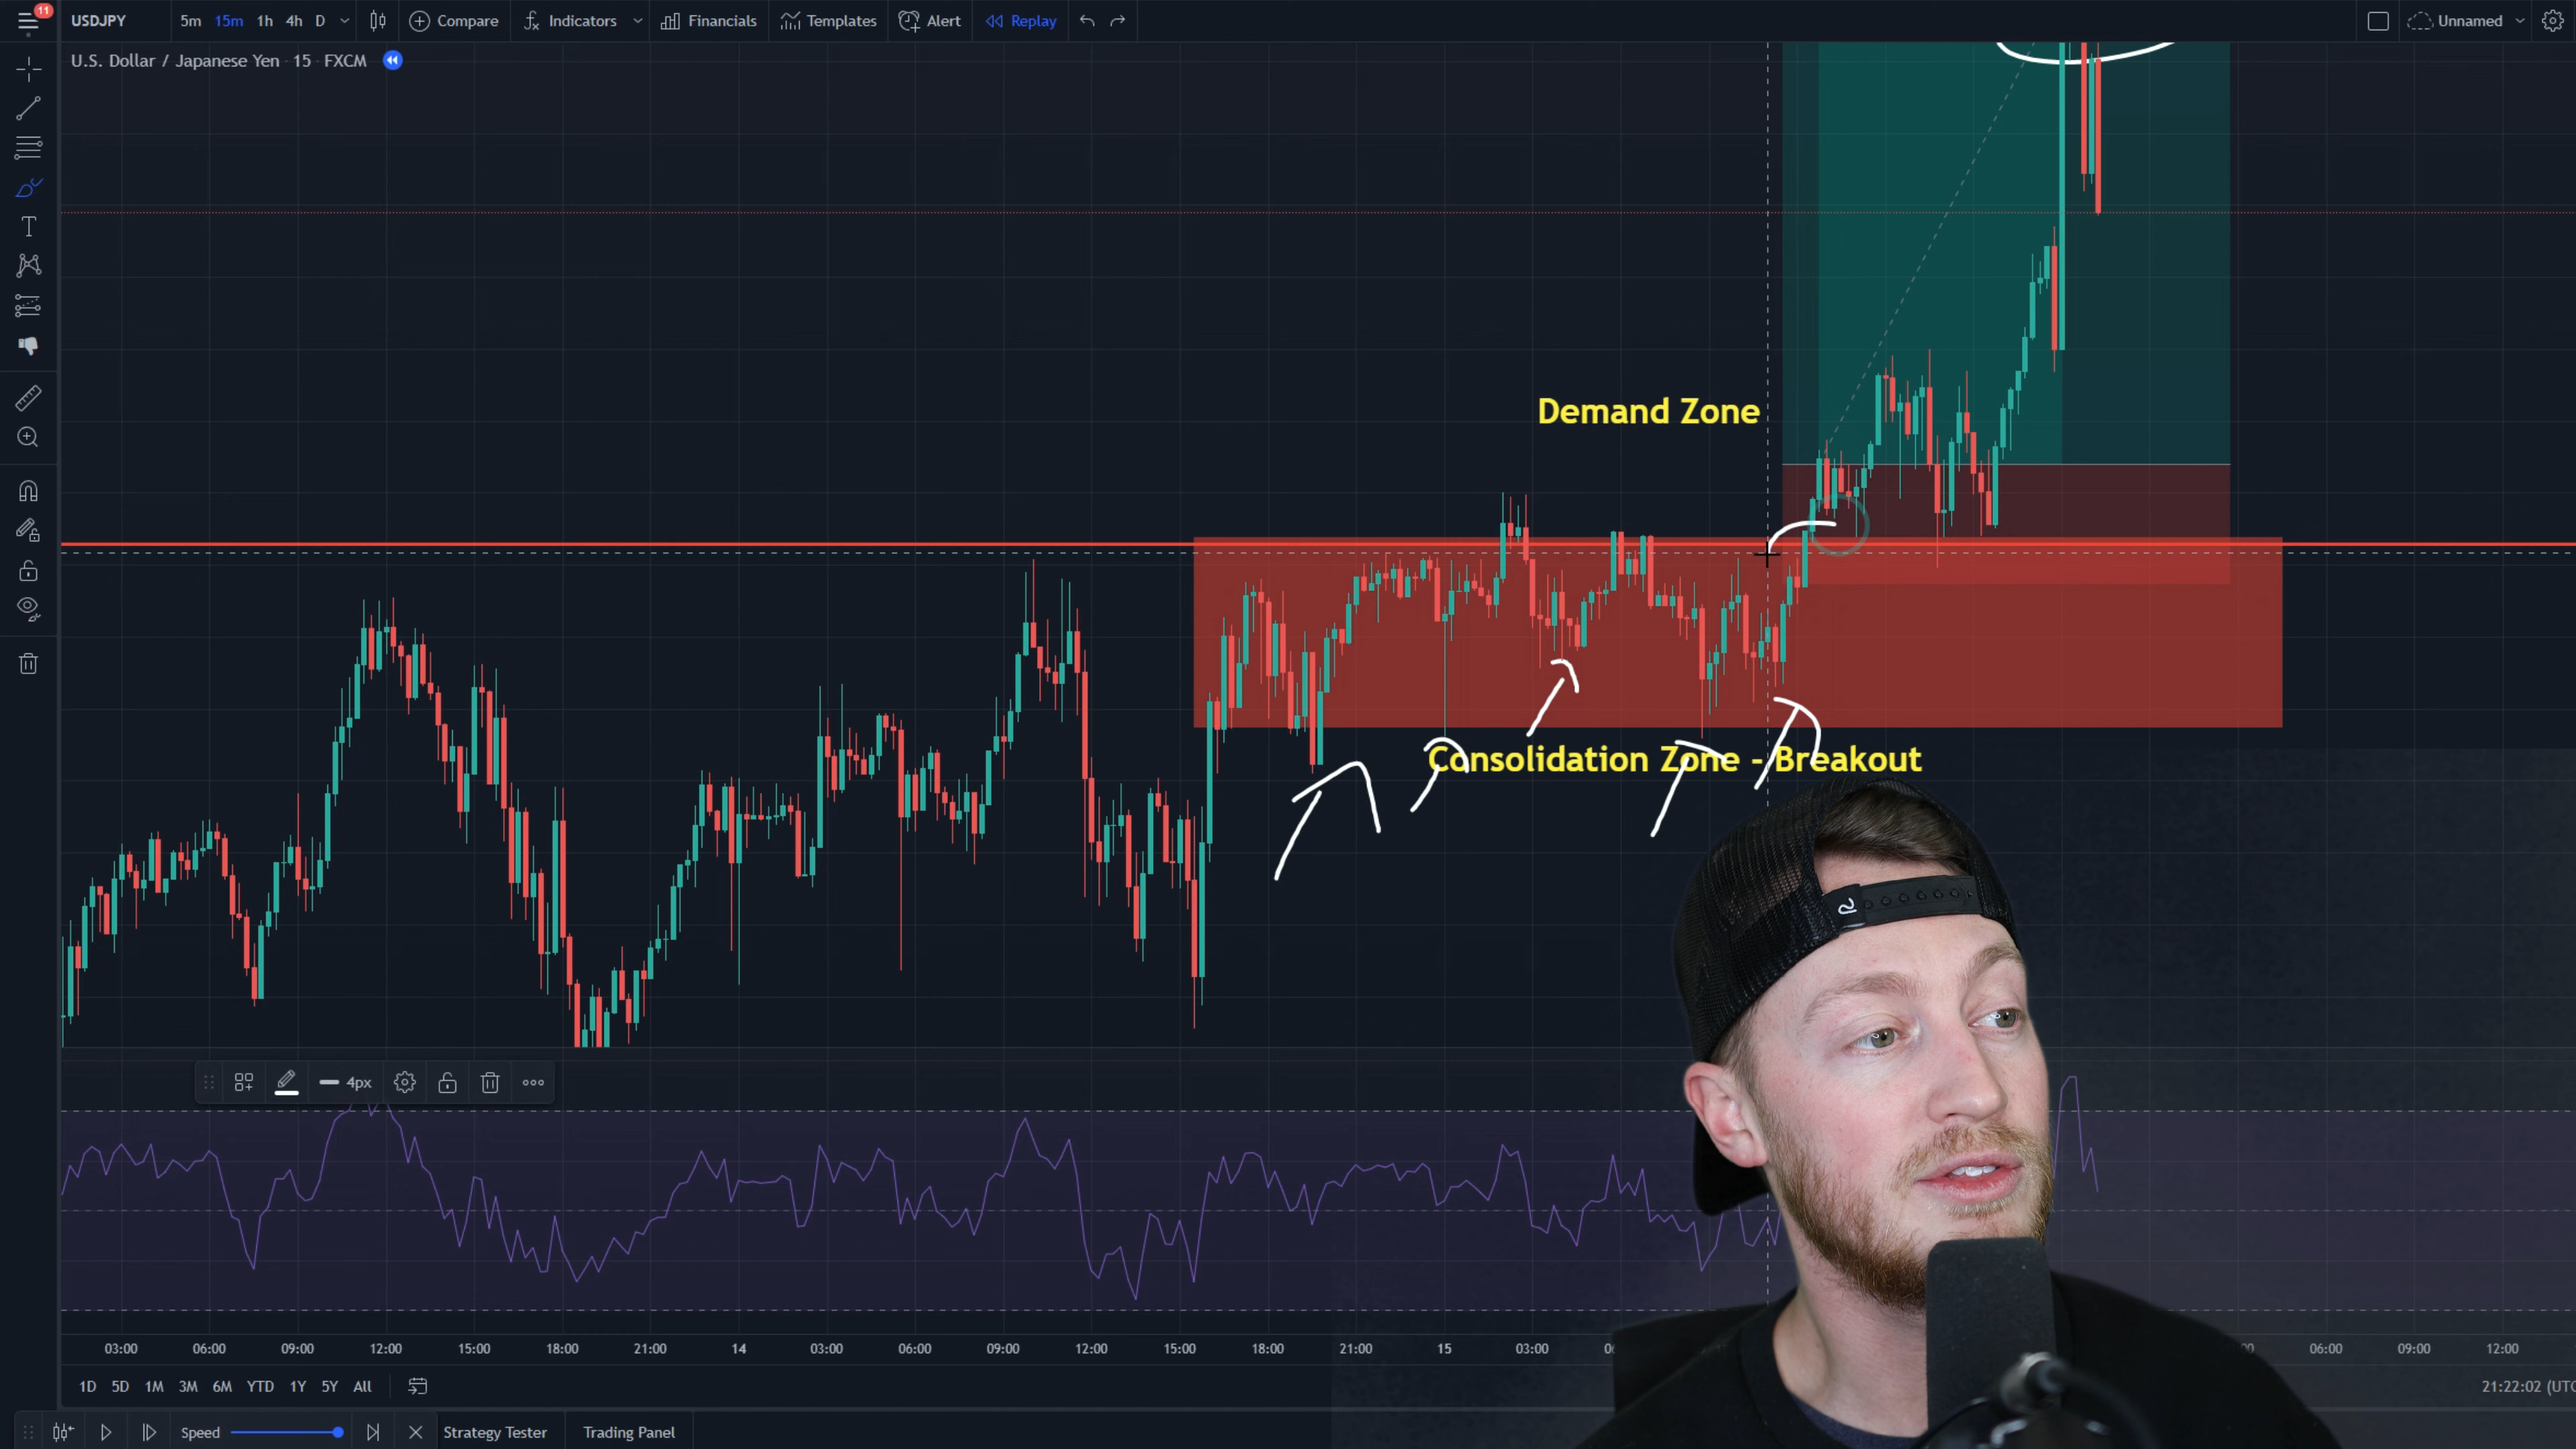 11 USDJPY 5m 15m 1h 4h D Compare Indicators Financials Templates Alert Replay Unnamed
U.S. Dollar / Japanese Yen · 15 · FXCM
T
Demand Zone
Consolidation Zone - Breakout
4px
03:00 06:00 09:00 12:00 15:00 18:00 21:00 14 03:00 06:00 09:00 12:00 15:00 18:00 21:00 15 03:00 06:00 09:00 12:00
1D 5D 1M 3M 6M YTD 1Y 5Y All 21:22:02 (UTC
Speed Strategy Tester Trading Panel